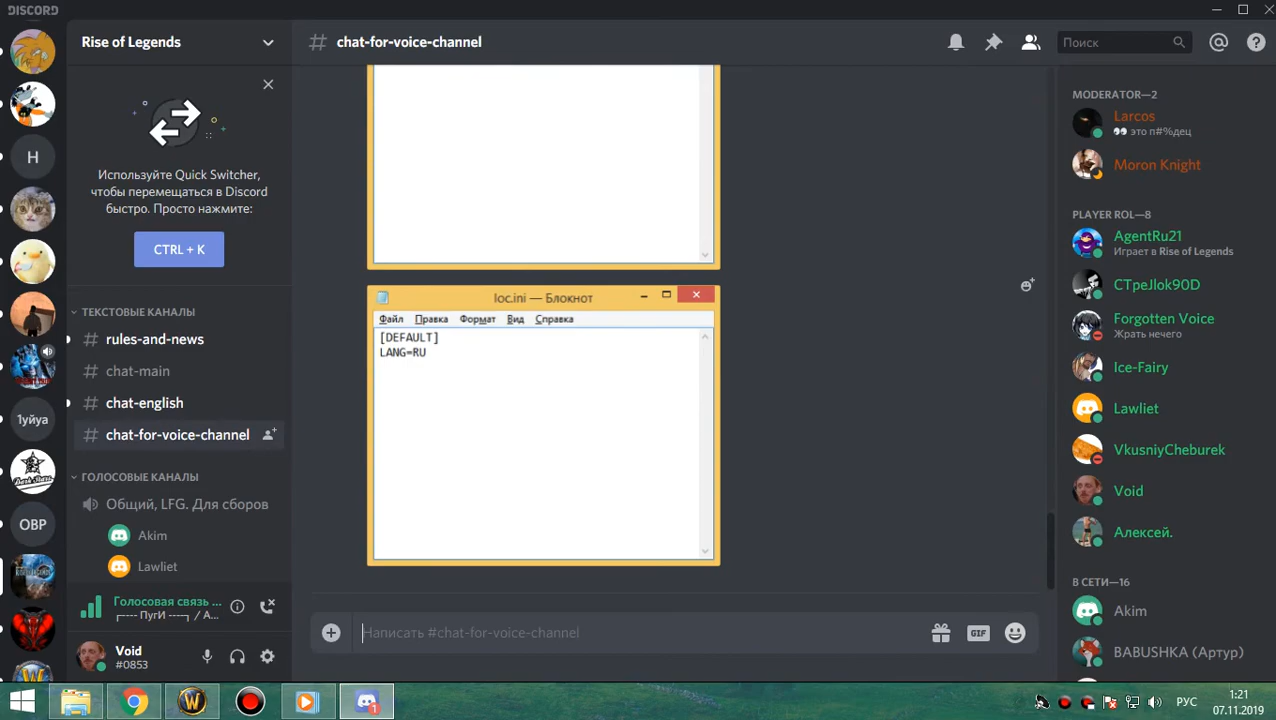 DISCORD
Rise of Legends
# chat-for-voice-channel
Поиск
Используйте Quick Switcher,
чтобы перемещаться в Discord
быстро. Просто нажмите:
CTRL + K
ТЕКСТОВЫЕ КАНАЛЫ
# rules-and-news
# chat-main
# chat-english
# chat-for-voice-channel
ГОЛОСОВЫЕ КАНАЛЫ
Общий, LFG. Для сборов
Akim
Lawliet
Голосовая связь ...
┌---- ПугИ ----┐ / А...
Void
#0853
Н
1уйуа
ОВР
loc.ini — Блокнот
Файл Правка Формат Вид Справка
[DEFAULT]
LANG=RU
Написать #chat-for-voice-channel
GIF
MODERATOR—2
Larcos
👀 это п#%дец
Moron Knight
PLAYER ROL—8
AgentRu21
Играет в Rise of Legends
CTpeJlok90D
Forgotten Voice
Жрать нечего
Ice-Fairy
Lawliet
VkusniyCheburek
Void
Алексей.
В СЕТИ—16
Akim
BABUSHKA (Артур)
1
РУС
1:21
07.11.2019